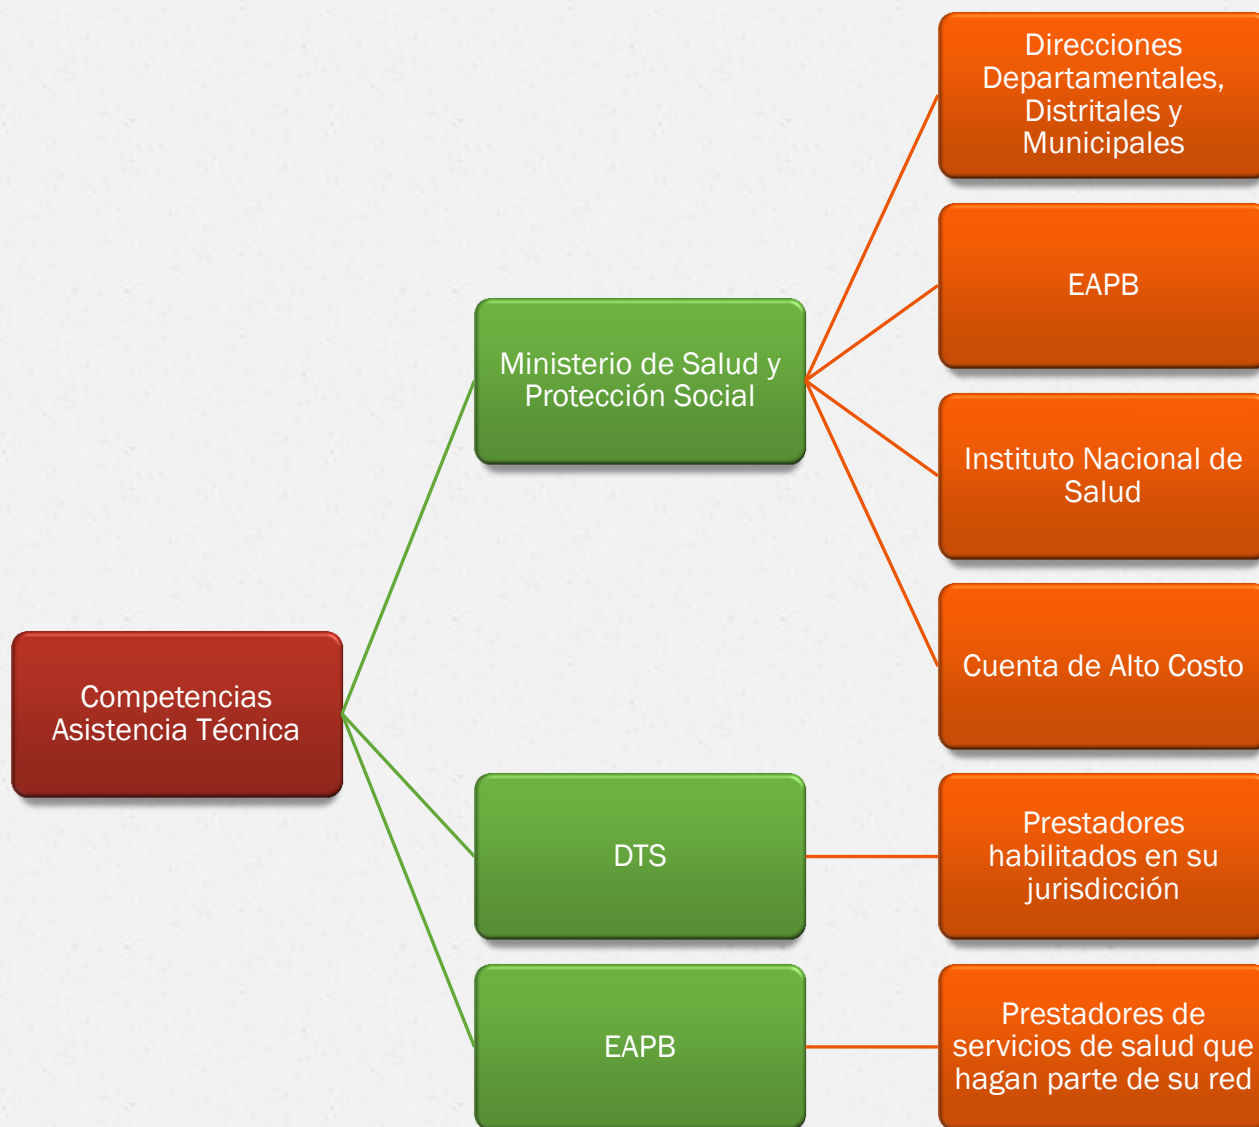 Competencias
Asistencia Técnica
Ministerio de Salud y
Protección Social
Direcciones
Departamentales,
Distritales y
Municipales
EAPB
Instituto Nacional de
Salud
Cuenta de Alto Costo
DTS
Prestadores
habilitados en su
jurisdicción
EAPB
Prestadores de
servicios de salud que
hagan parte de su red